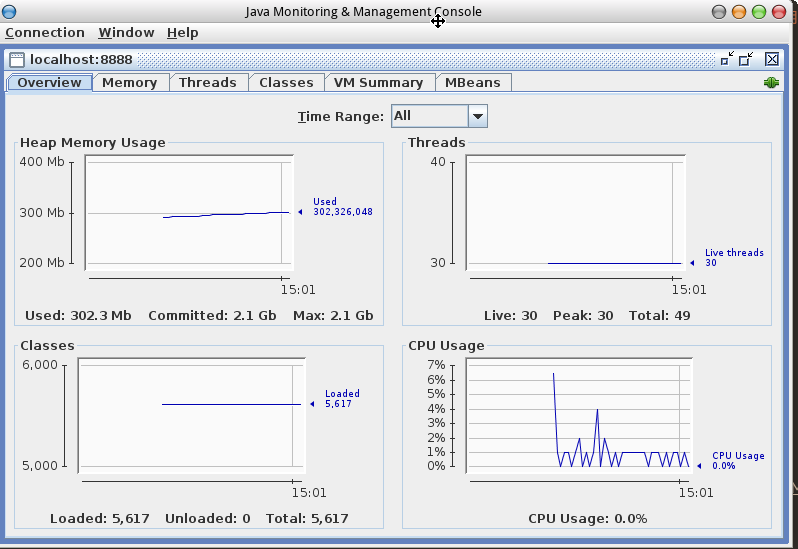 Java Monitoring & Management Console
Connection Window Help
localhost:8888
Overview Memory Threads Classes VM Summary MBeans
Time Range: All
Heap Memory Usage
400 Mb
300 Mb
200 Mb
Used
302,326,048
15:01
Used: 302.3 Mb Committed: 2.1 Gb Max: 2.1 Gb
Threads
40
30
Live threads
30
15:01
Live: 30 Peak: 30 Total: 49
Classes
6,000
5,000
Loaded
5,617
15:01
Loaded: 5,617 Unloaded: 0 Total: 5,617
CPU Usage
7%
6%
5%
4%
3%
2%
1%
0%
CPU Usage
0.0%
15:01
CPU Usage: 0.0%